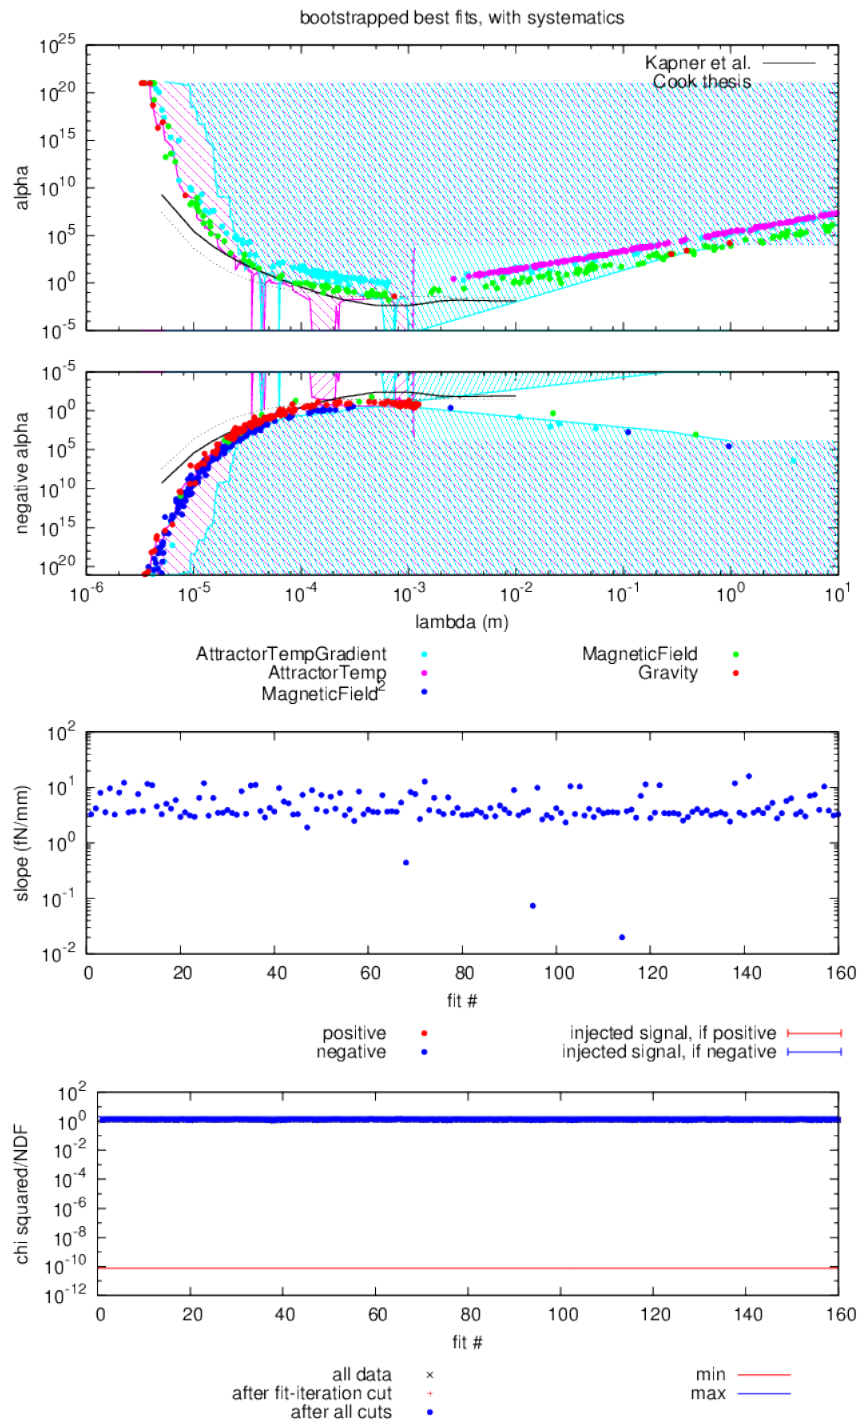 bootstrapped best fits, with systematics
10^25
10^20
10^15
10^10
10^5
10^0
10^-5
alpha
Kapner et al.
Cook thesis
10^-5
10^0
10^5
10^10
10^15
10^20
negative alpha
10^-6 10^-5 10^-4 10^-3 10^-2 10^-1 10^0 10^1
lambda (m)
AttractorTempGradient MagneticField
AttractorTemp Gravity
MagneticField^2
10^2
10^1
10^0
10^-1
10^-2
slope (fN/mm)
0 20 40 60 80 100 120 140 160
fit #
positive injected signal, if positive
negative injected signal, if negative
10^2
10^0
10^-2
10^-4
10^-6
10^-8
10^-10
10^-12
chi squared/NDF
0 20 40 60 80 100 120 140 160
fit #
all data min
after fit-iteration cut max
after all cuts